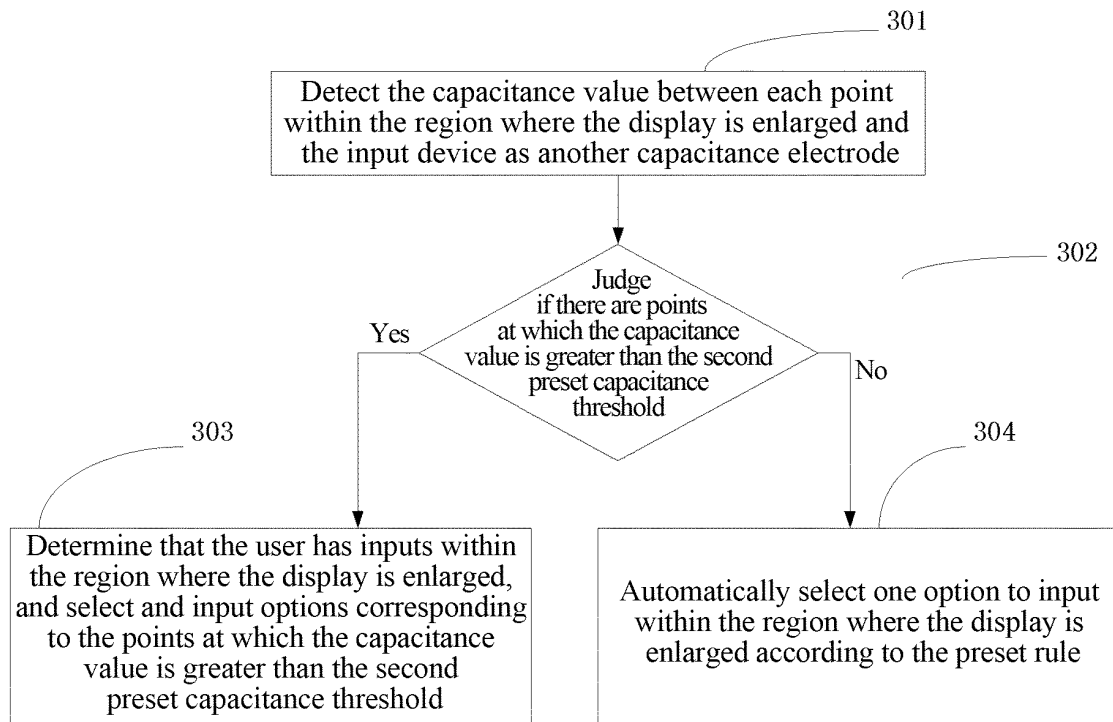 301
Detect the capacitance value between each point
within the region where the display is enlarged and
the input device as another capacitance electrode
302
Judge
if there are points
at which the capacitance
value is greater than the second
preset capacitance
threshold
Yes
No
303
304
Determine that the user has inputs within
the region where the display is enlarged,
and select and input options corresponding
to the points at which the capacitance
value is greater than the second
preset capacitance threshold
Automatically select one option to input
within the region where the display is
enlarged according to the preset rule